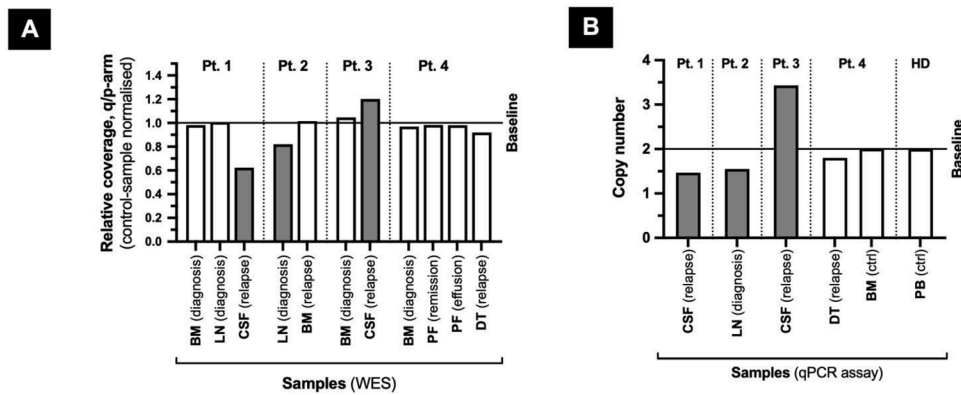 A
Relative coverage, q/p-arm
(control-sample normalised)
1.4
1.2
1.0
0.8
0.6
0.4
0.2
0.0
Pt. 1
Pt. 2
Pt. 3
Pt. 4
Baseline
BM (diagnosis)
LN (diagnosis)
CSF (relapse)
LN (diagnosis)
BM (relapse)
BM (diagnosis)
CSF (relapse)
BM (diagnosis)
PF (remission)
PF (effusion)
DT (relapse)
Samples (WES)
B
Copy number
4
3
2
1
0
Pt. 1
Pt. 2
Pt. 3
Pt. 4
HD
Baseline
CSF (relapse)
LN (diagnosis)
CSF (relapse)
DT (relapse)
BM (ctrl)
PB (ctrl)
Samples (qPCR assay)